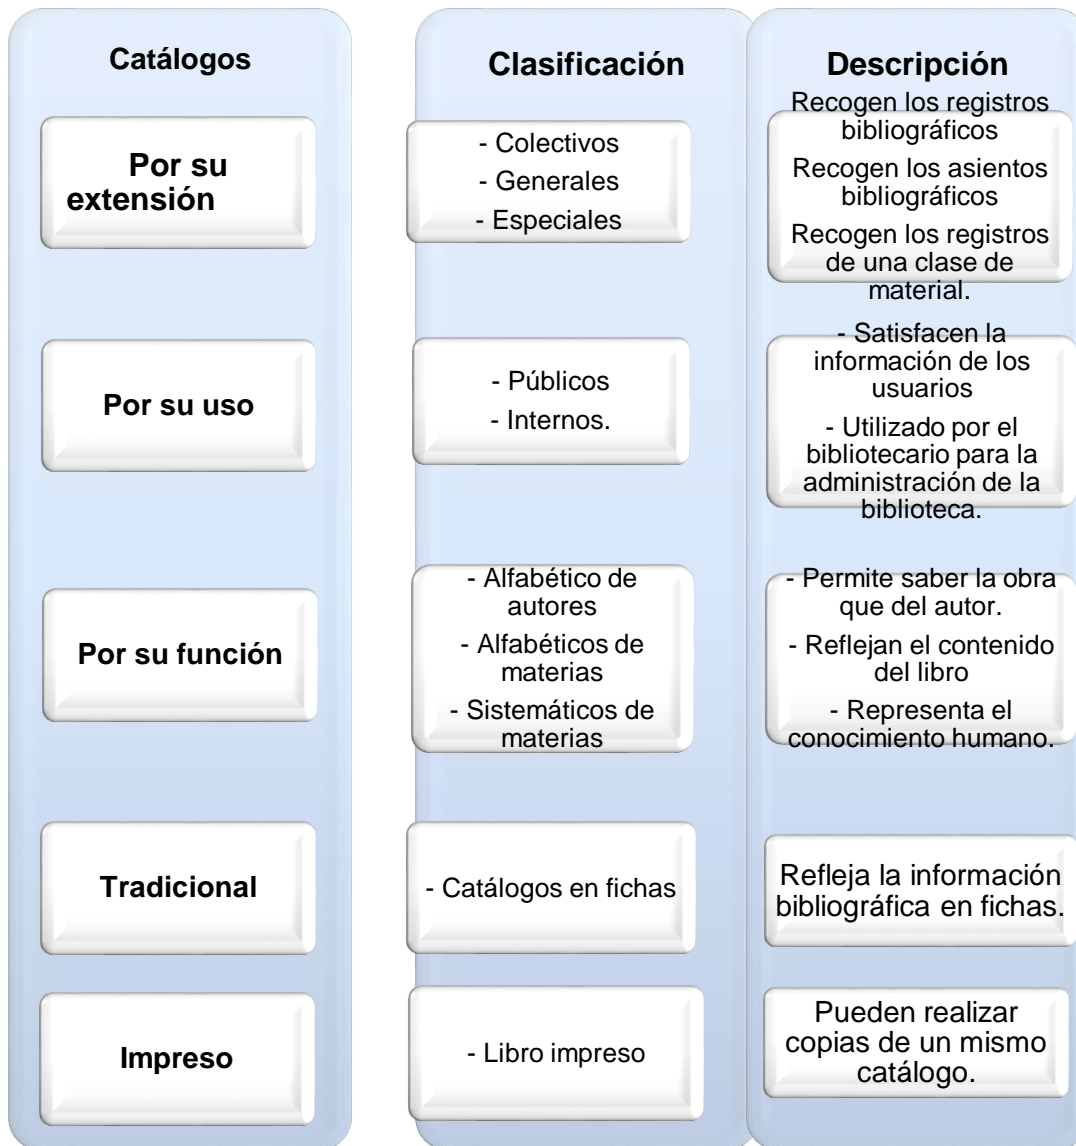 Catálogos
Clasificación
Descripción
Por su
extensión
- Colectivos
- Generales
- Especiales
Recogen los registros
bibliográficos
Recogen los asientos
bibliográficos
Recogen los registros
de una clase de
material.
Por su uso
- Públicos
- Internos.
- Satisfacen la
información de los
usuarios
- Utilizado por el
bibliotecario para la
administración de la
biblioteca.
Por su función
- Alfabético de
autores
- Alfabéticos de
materias
- Sistemáticos de
materias
- Permite saber la obra
que del autor.
- Reflejan el contenido
del libro
- Representa el
conocimiento humano.
Tradicional
- Catálogos en fichas
Refleja la información
bibliográfica en fichas.
Impreso
- Libro impreso
Pueden realizar
copias de un mismo
catálogo.